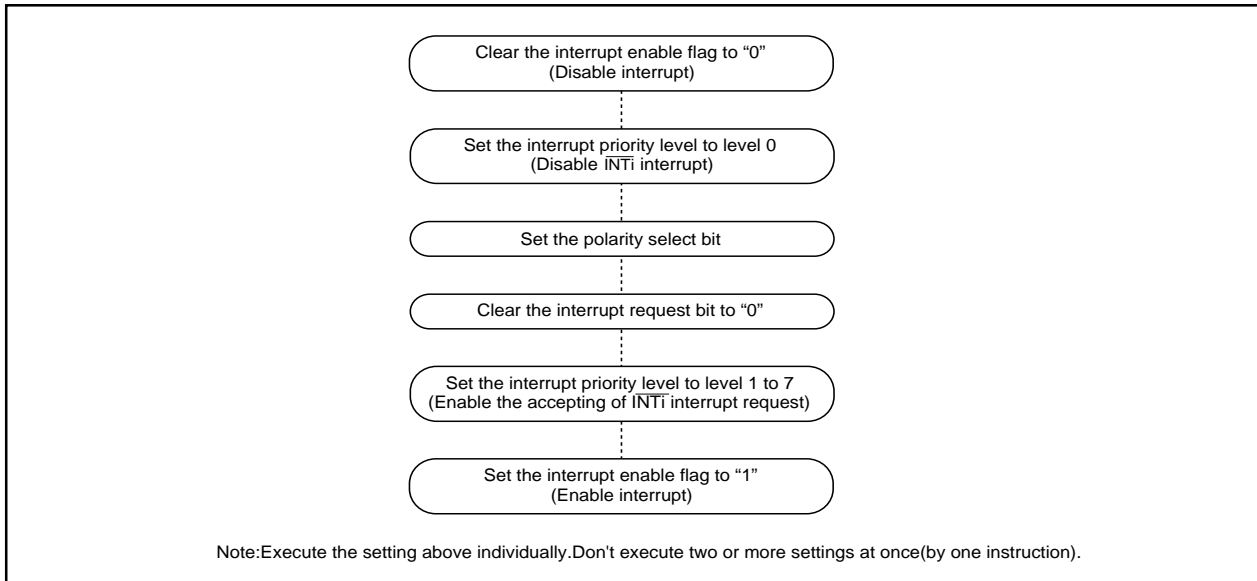 Clear the interrupt enable flag to “0”
(Disable interrupt)
Set the interrupt priority level to level 0
(Disable INTi interrupt)
Set the polarity select bit
Clear the interrupt request bit to “0”
Set the interrupt priority level to level 1 to 7
(Enable the accepting of INTi interrupt request)
Set the interrupt enable flag to “1”
(Enable interrupt)
Note:Execute the setting above individually.Don't execute two or more settings at once(by one instruction).